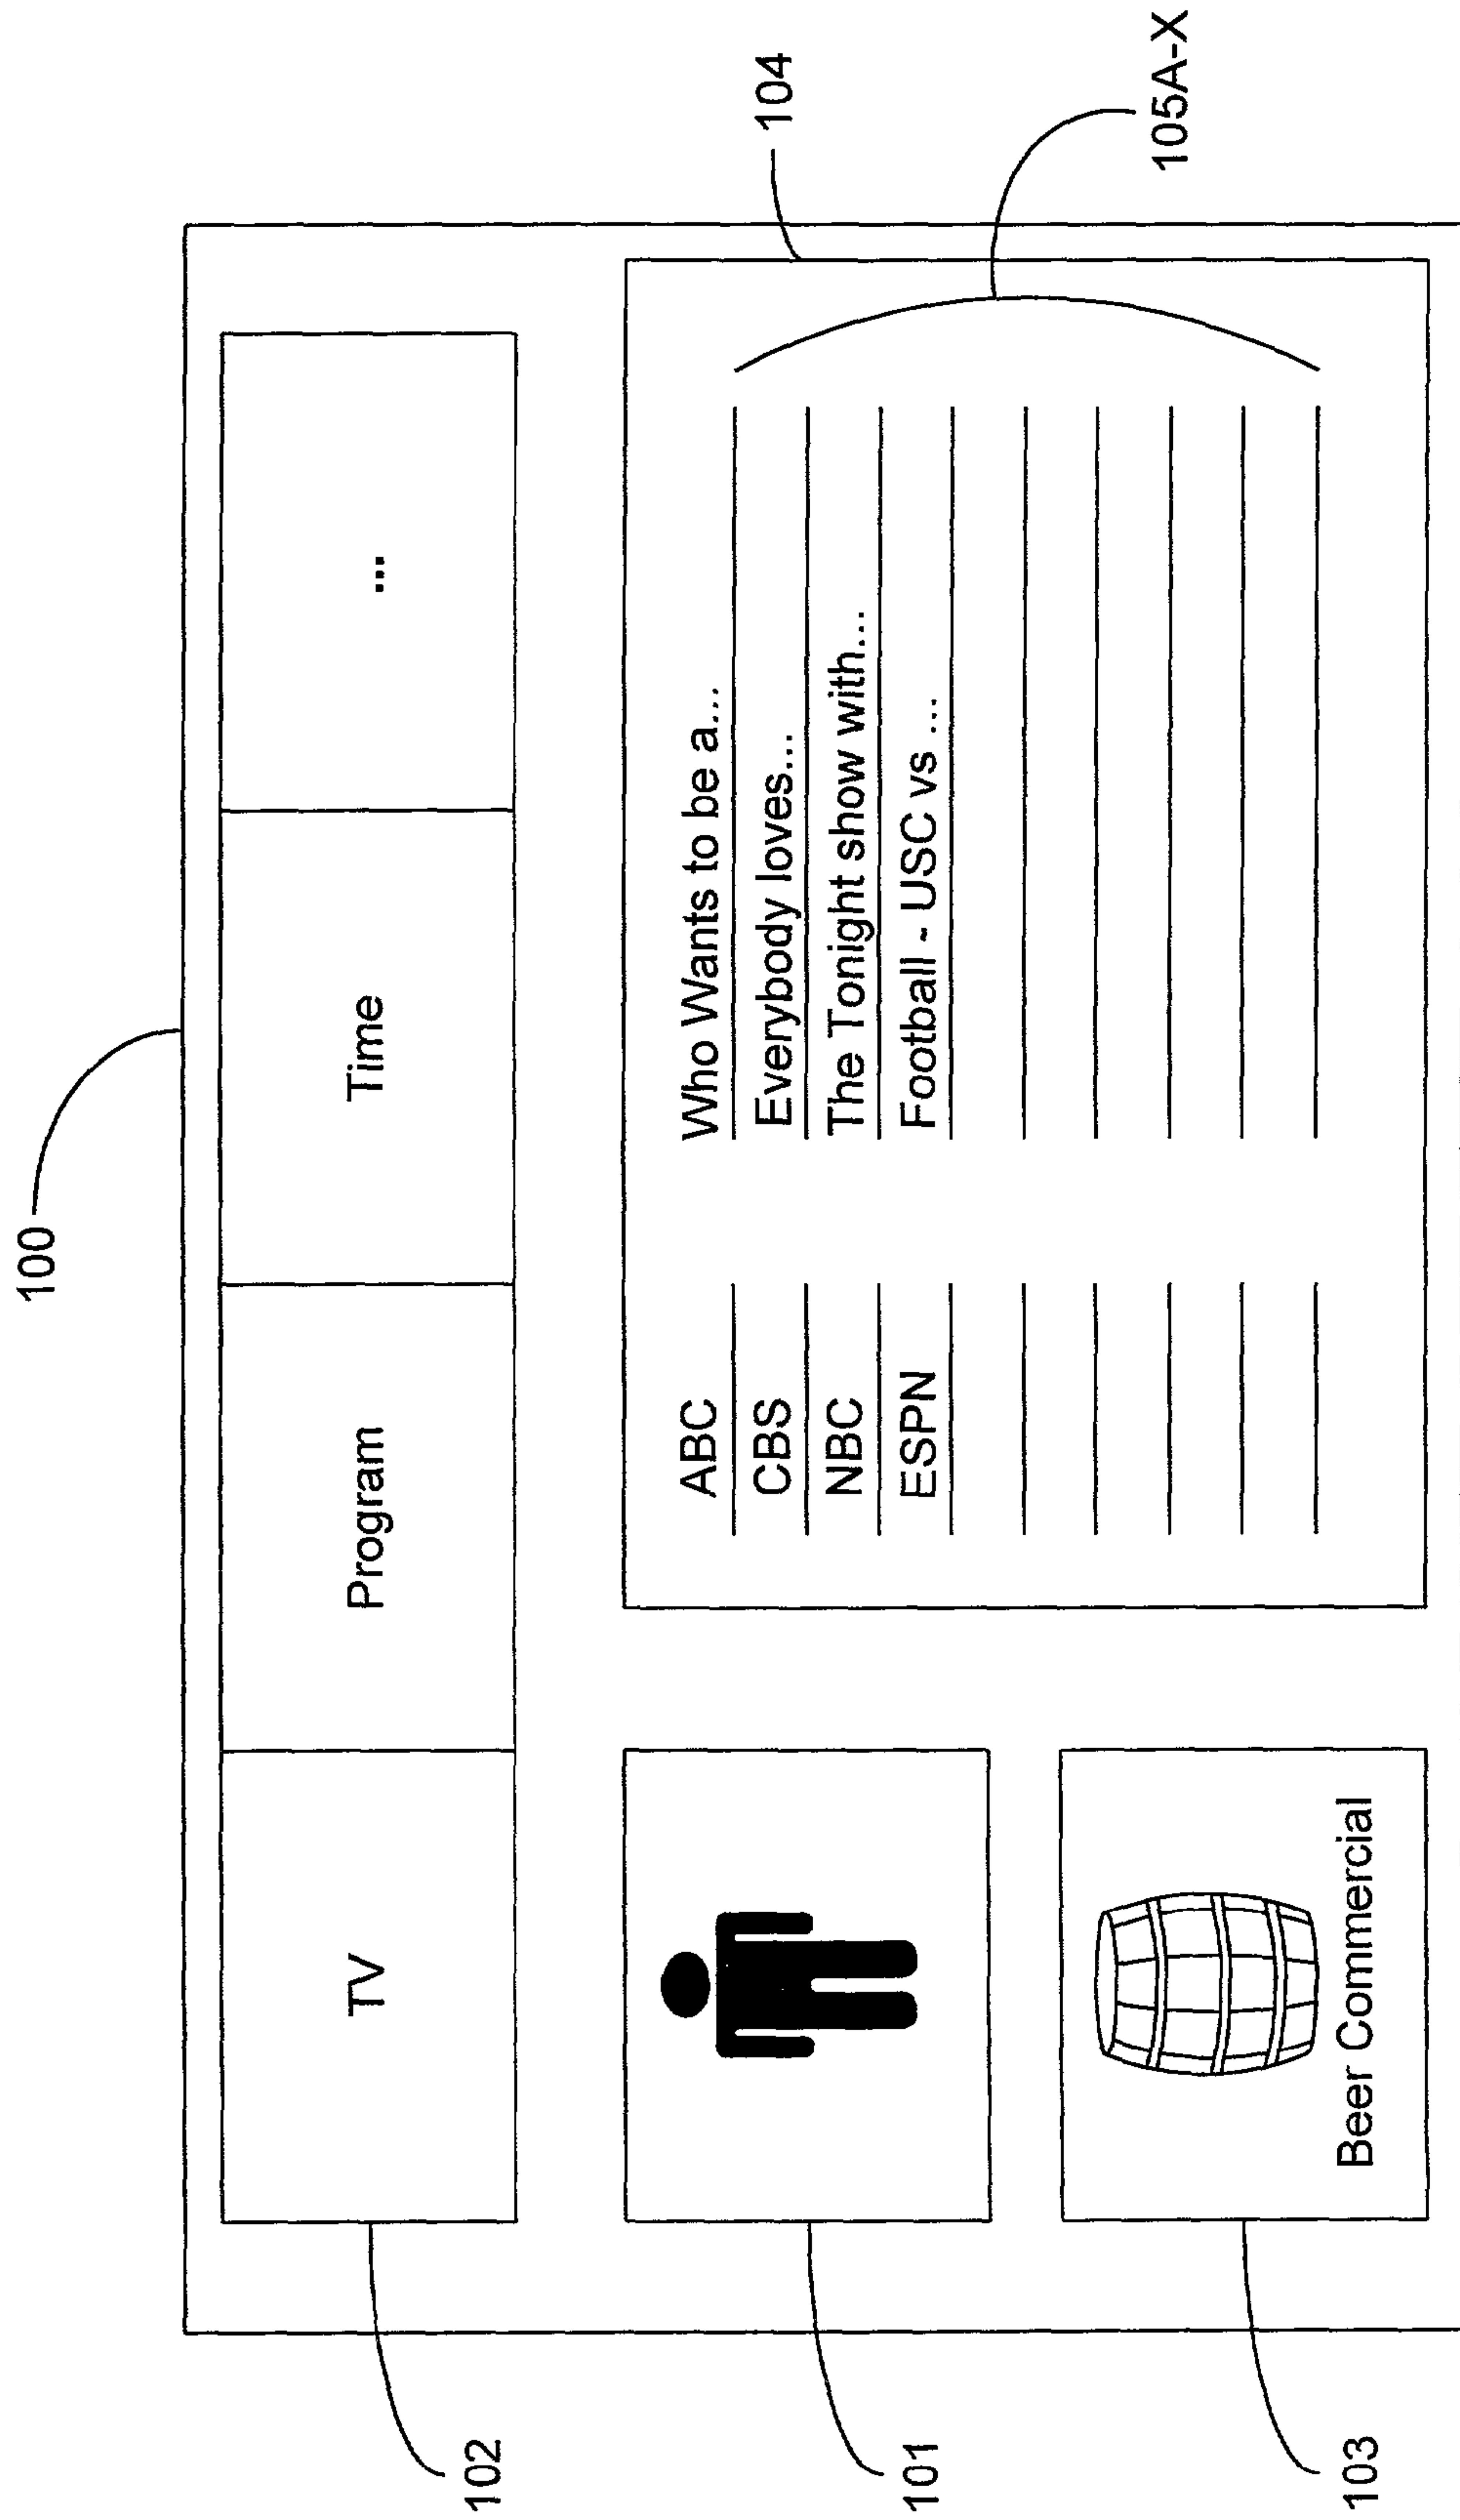 100
TV
Program
Time
...
102
104
ABC Who Wants to be a...
CBS Everybody loves...
NBC The Tonight show with...
ESPN Football - USC vs ...
101
105A-X
Beer Commercial
103